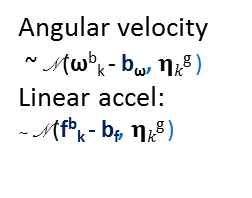 Angular velocity
~ 𝒩(ωᵇₖ - b_ω, ηₖᵍ)
Linear accel:
~ 𝒩(fᵇₖ - b_f, ηₖᵍ)